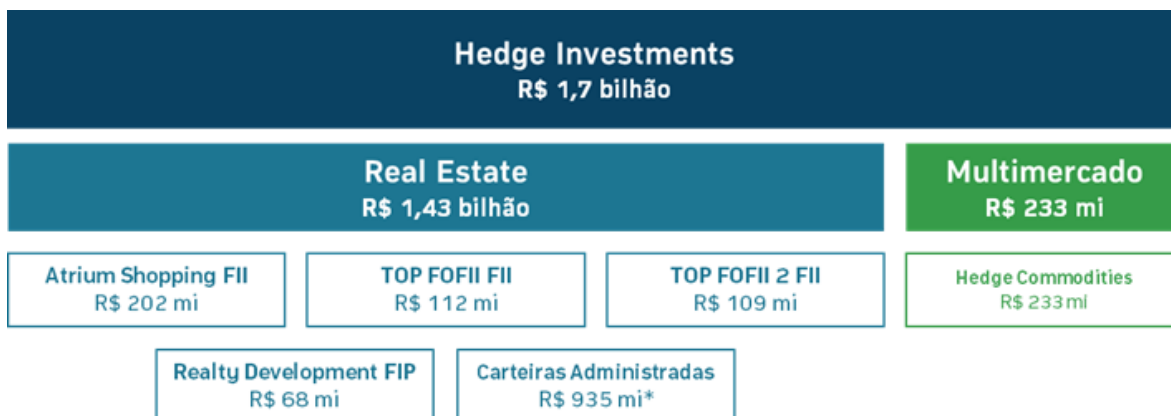 Hedge Investments
R$ 1,7 bilhão
Real Estate
R$ 1,43 bilhão
Multimercado
R$ 233 mi
Atrium Shopping FII
R$ 202 mi
TOP FOFII FII
R$ 112 mi
TOP FOFII 2 FII
R$ 109 mi
Hedge Commodities
R$ 233 mi
Realty Development FIP
R$ 68 mi
Carteiras Administradas
R$ 935 mi*